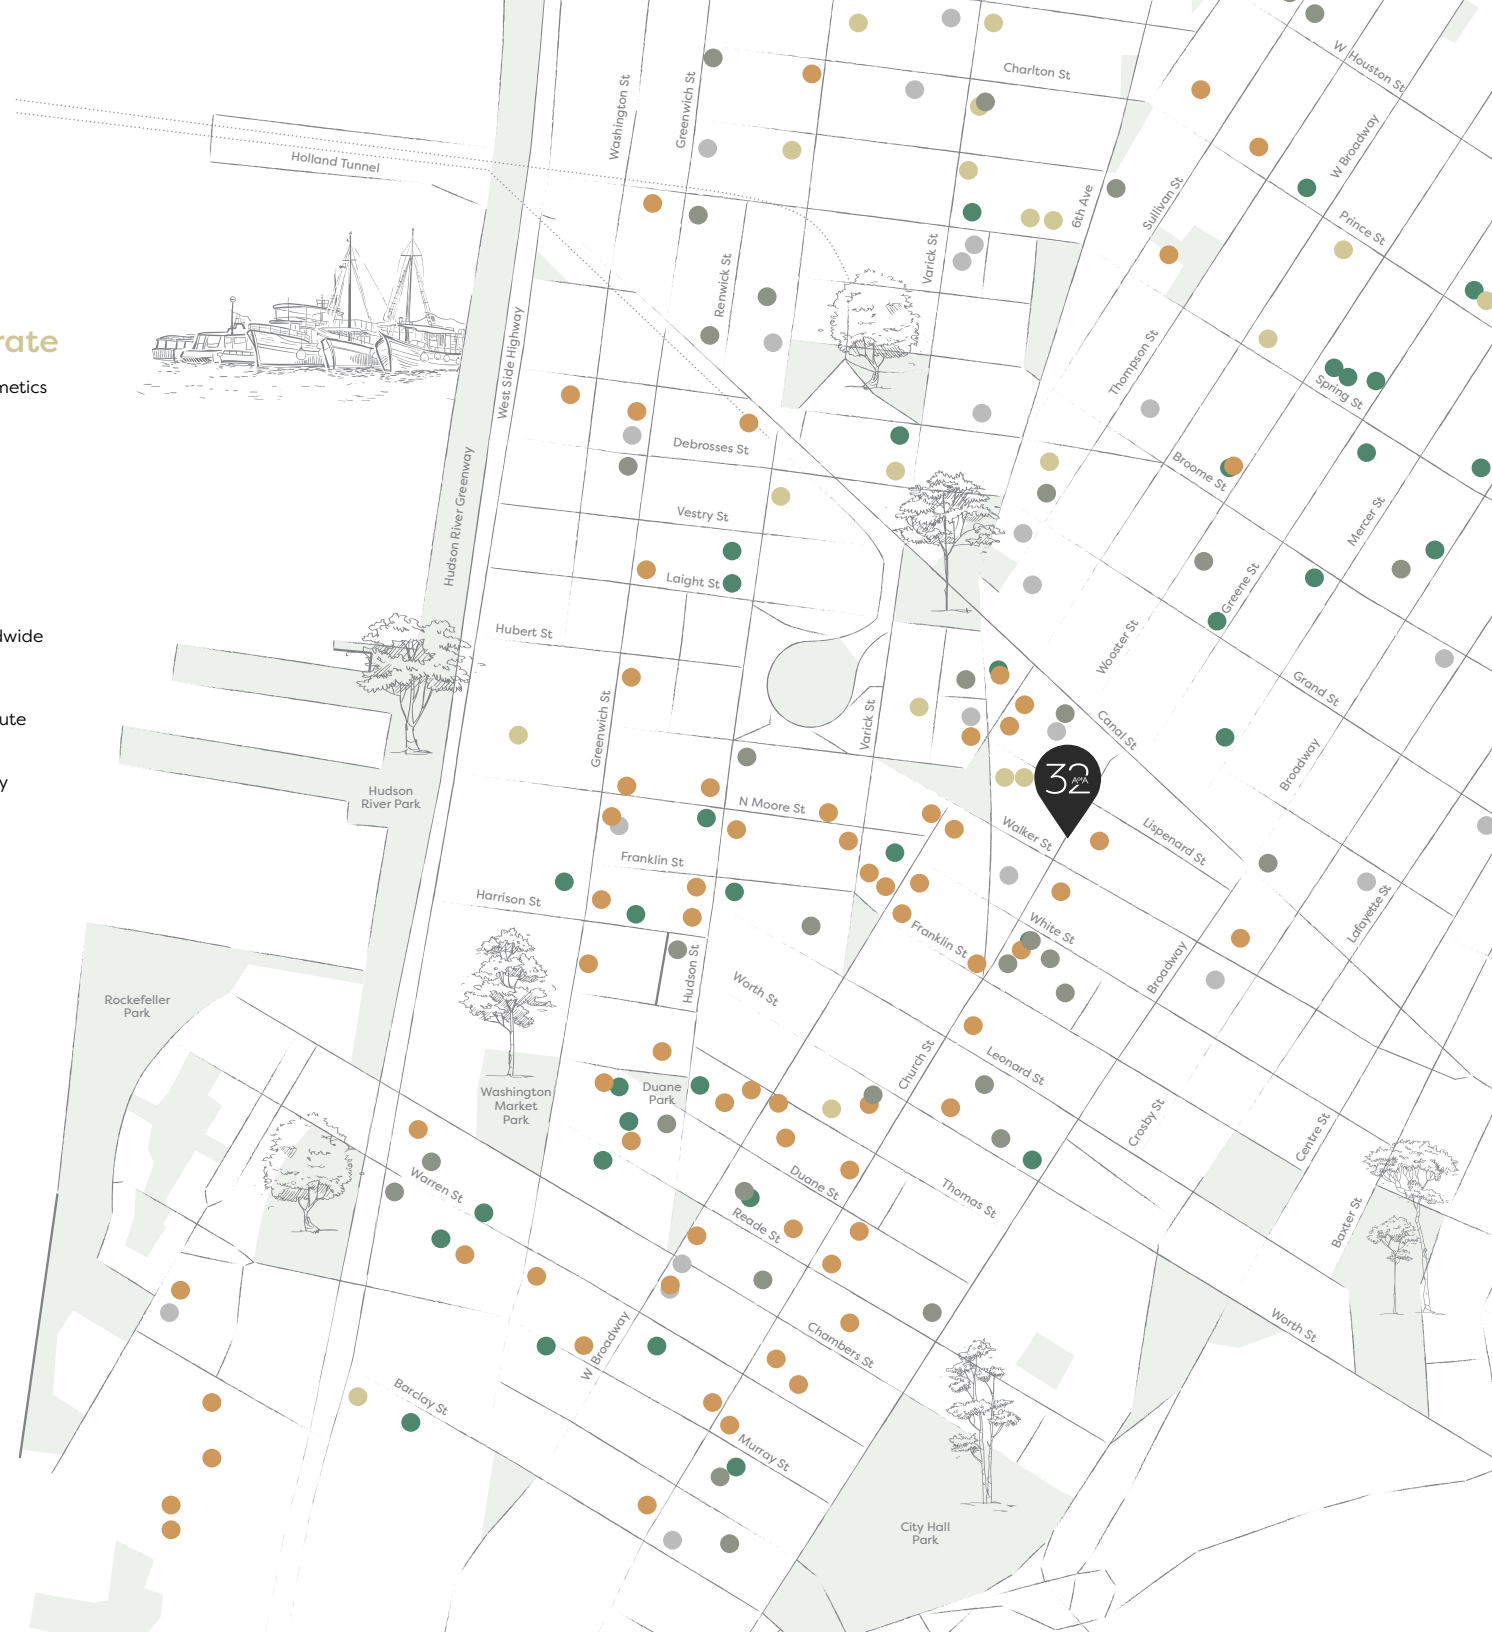 W Houston St
Charlton St
Washington St
Greenwich St
W Broadway
Holland Tunnel
Sullivan St
6th Ave
Prince St
Varick St
Renwick St
rate
West Side Highway
Thompson St
metics
Spring St
Debrosses St
Broome St
Hudson River Greenway
Vestry St
Mercer St
Laight St
Greene St
Hubert St
dwide
Wooster St
Grand St
Greenwich St
ute
Varick St
Canal St
Broadway
32
y
Hudson
River Park
N Moore St
Walker St
Lispenard St
Franklin St
Harrison St
Lafayette St
White St
Franklin St
Broadway
Hudson St
Worth St
Rockefeller
Park
Church St
Leonard St
Washington
Market
Park
Duane
Park
Crosby St
Centre St
Warren St
Duane St
Thomas St
Baxter St
Reade St
Worth St
W Broadway
Chambers St
Barclay St
Murray St
City Hall
Park